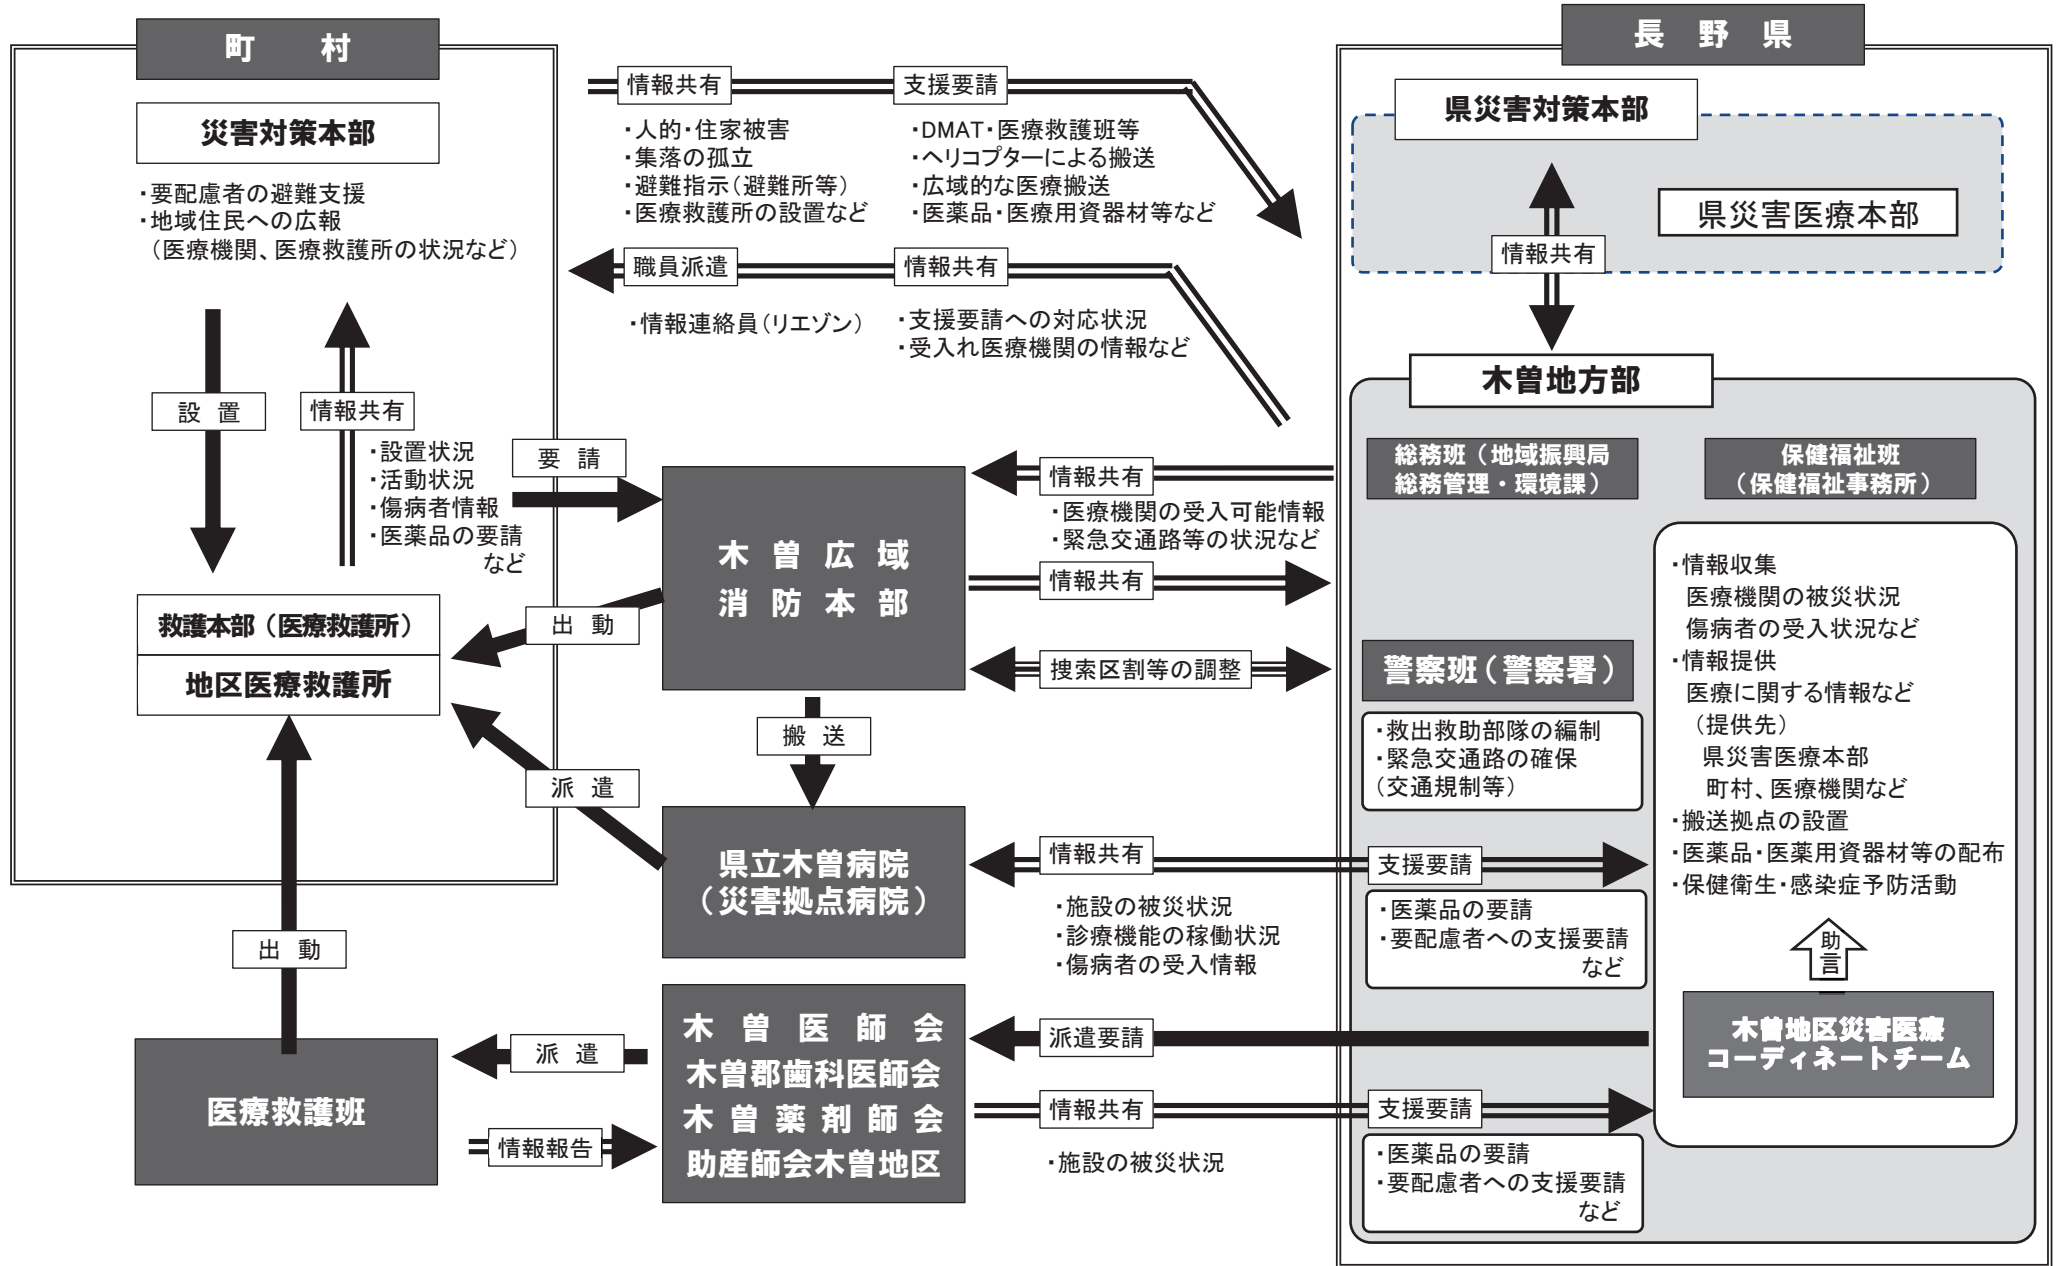 町　村
災害対策本部
・要配慮者の避難支援
・地域住民への広報
（医療機関、医療救護所の状況など）
設 置
情報共有
・設置状況
・活動状況
・傷病者情報
・医薬品の要請
など
救護本部（医療救護所）
地区医療救護所
出 動
医療救護班
情報共有
・人的・住家被害
・集落の孤立
・避難指示（避難所等）
・医療救護所の設置など
支援要請
・DMAT・医療救護班等
・ヘリコプターによる搬送
・広域的な医療搬送
・医薬品・医療用資器材等など
職員派遣
・情報連絡員（リエゾン）
情報共有
・支援要請への対応状況
・受入れ医療機関の情報など
要 請
木曽広域
消防本部
出 動
搬 送
派 遣
県立木曽病院
（災害拠点病院）
木曽医師会
木曽郡歯科医師会
木曽薬剤師会
助産師会木曽地区
派 遣
情報報告
情報共有
・医療機関の受入可能情報
・緊急交通路等の状況など
情報共有
捜索区割等の調整
情報共有
・施設の被災状況
・診療機能の稼働状況
・傷病者の受入情報
派遣要請
情報共有
・施設の被災状況
長野県
県災害対策本部
県災害医療本部
情報共有
木曽地方部
総務班（地域振興局
総務管理・環境課）
保健福祉班
（保健福祉事務所）
警察班（警察署）
・救出救助部隊の編制
・緊急交通路の確保
（交通規制等）
支援要請
・医薬品の要請
・要配慮者への支援要請
など
支援要請
・医薬品の要請
・要配慮者への支援要請
など
・情報収集
医療機関の被災状況
傷病者の受入状況など
・情報提供
医療に関する情報など
（提供先）
県災害医療本部
町村、医療機関など
・搬送拠点の設置
・医薬品・医薬用資器材等の配布
・保健衛生・感染症予防活動
助言
木曽地区災害医療
コーディネートチーム